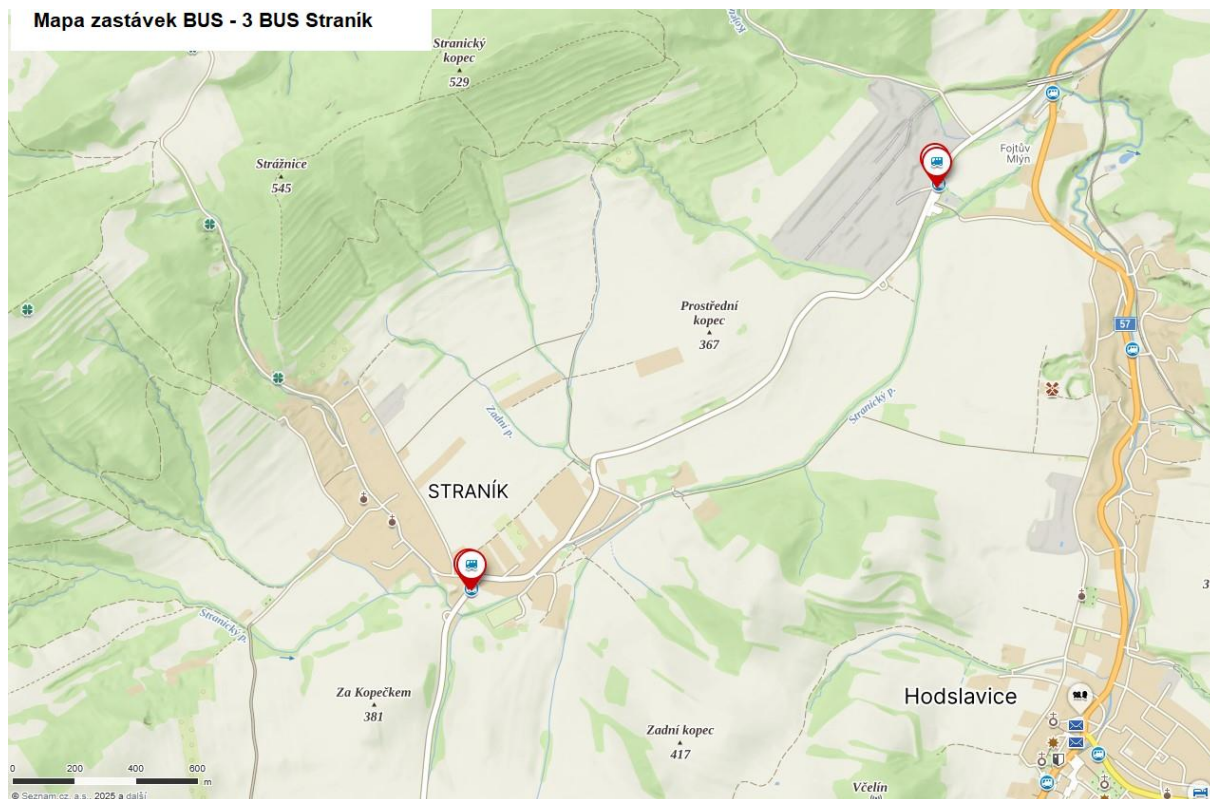 Mapa zastávek BUS - 3 BUS Straník
Stranický
kopec
529
Strážnice
545
Fojtův
Mlýn
Prostřední
kopec
367
57
Zadní p.
Stranický p.
STRANÍK
Stranický p.
Za Kopečkem
381
Hodslavice
Zadní kopec
417
Včelín
0 200 400 600
m
© Seznam.cz, a.s., 2025 a další